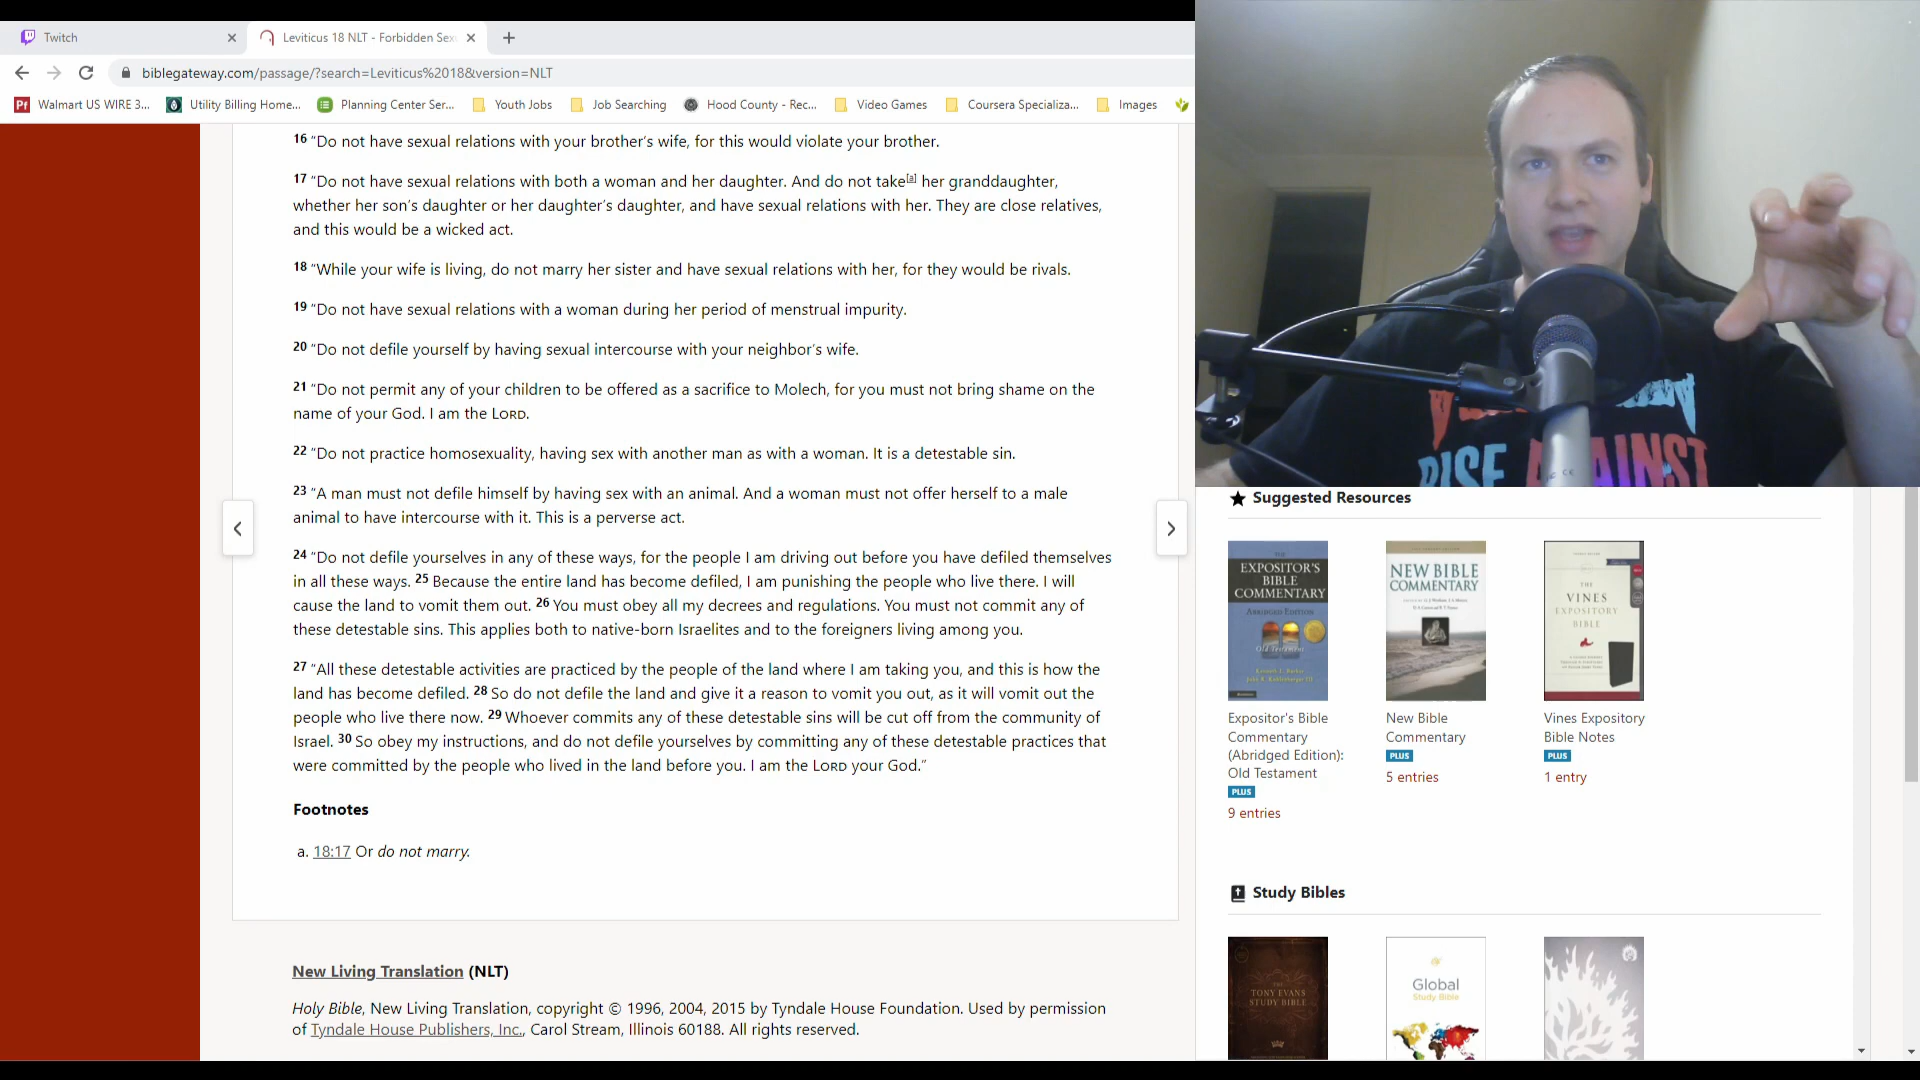 Twitch
Leviticus 18 NLT - Forbidden Sex
biblegateway.com/passage/?search=Leviticus%2018&version=NLT
Walmart US WIRE 3...
Utility Billing Home...
Planning Center Ser...
Youth Jobs
Job Searching
Hood County - Rec...
Video Games
Coursera Specializa...
Images
16 “Do not have sexual relations with your brother’s wife, for this would violate your brother.
17 “Do not have sexual relations with both a woman and her daughter. And do not take[a] her granddaughter,
whether her son’s daughter or her daughter’s daughter, and have sexual relations with her. They are close relatives,
and this would be a wicked act.
18 “While your wife is living, do not marry her sister and have sexual relations with her, for they would be rivals.
19 “Do not have sexual relations with a woman during her period of menstrual impurity.
20 “Do not defile yourself by having sexual intercourse with your neighbor’s wife.
21 “Do not permit any of your children to be offered as a sacrifice to Molech, for you must not bring shame on the
name of your God. I am the LORD.
22 “Do not practice homosexuality, having sex with another man as with a woman. It is a detestable sin.
23 “A man must not defile himself by having sex with an animal. And a woman must not offer herself to a male
animal to have intercourse with it. This is a perverse act.
24 “Do not defile yourselves in any of these ways, for the people I am driving out before you have defiled themselves
in all these ways. 25 Because the entire land has become defiled, I am punishing the people who live there. I will
cause the land to vomit them out. 26 You must obey all my decrees and regulations. You must not commit any of
these detestable sins. This applies both to native-born Israelites and to the foreigners living among you.
27 “All these detestable activities are practiced by the people of the land where I am taking you, and this is how the
land has become defiled. 28 So do not defile the land and give it a reason to vomit you out, as it will vomit out the
people who live there now. 29 Whoever commits any of these detestable sins will be cut off from the community of
Israel. 30 So obey my instructions, and do not defile yourselves by committing any of these detestable practices that
were committed by the people who lived in the land before you. I am the LORD your God.”
Footnotes
a. 18:17 Or do not marry.
New Living Translation (NLT)
Holy Bible, New Living Translation, copyright © 1996, 2004, 2015 by Tyndale House Foundation. Used by permission
of Tyndale House Publishers, Inc., Carol Stream, Illinois 60188. All rights reserved.
RISE AGAINST
Suggested Resources
THE
EXPOSITOR'S
BIBLE
COMMENTARY
ABRIDGED EDITION
Old Testament
NEW BIBLE
COMMENTARY
THE
VINES
EXPOSITORY
BIBLE
Expositor's Bible
Commentary
(Abridged Edition):
Old Testament
PLUS
9 entries
New Bible
Commentary
PLUS
5 entries
Vines Expository
Bible Notes
PLUS
1 entry
Study Bibles
THE
TONY EVANS
STUDY BIBLE
Global
Study Bible